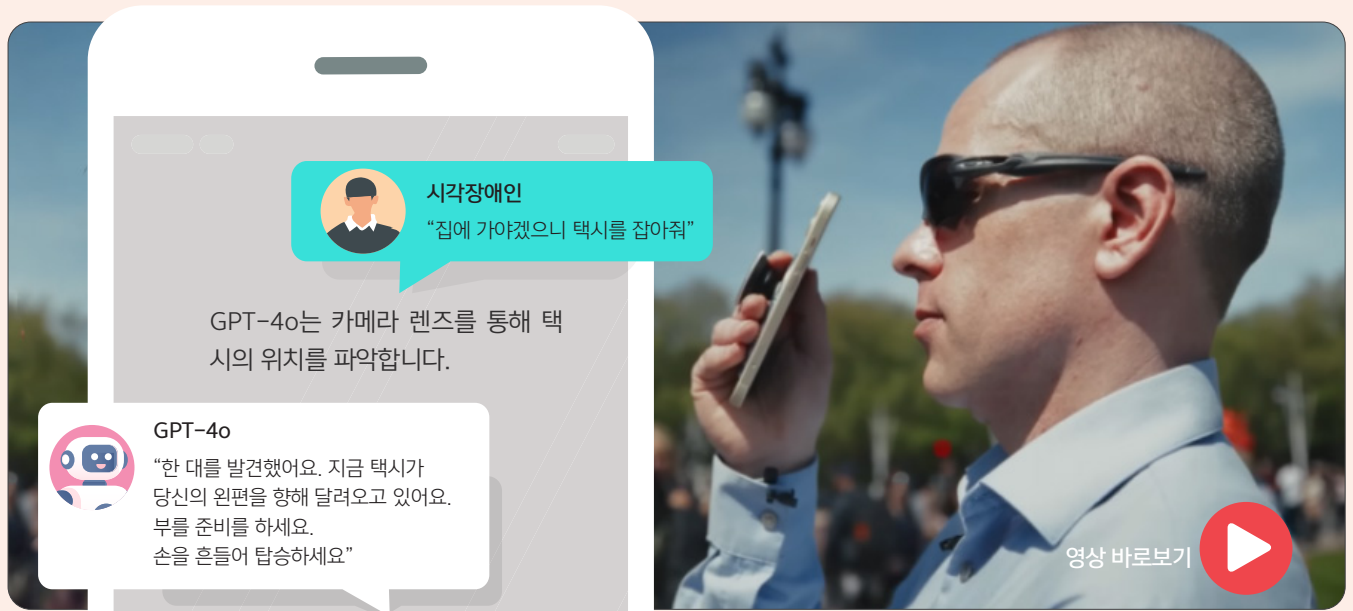 시각장애인
“집에 가야겠으니 택시를 잡아줘”
GPT-4o는 카메라 렌즈를 통해 택
시의 위치를 파악합니다.
GPT-4o
“한 대를 발견했어요. 지금 택시가
당신의 왼편을 향해 달려오고 있어요.
부를 준비를 하세요.
손을 흔들어 탑승하세요”
영상 바로보기